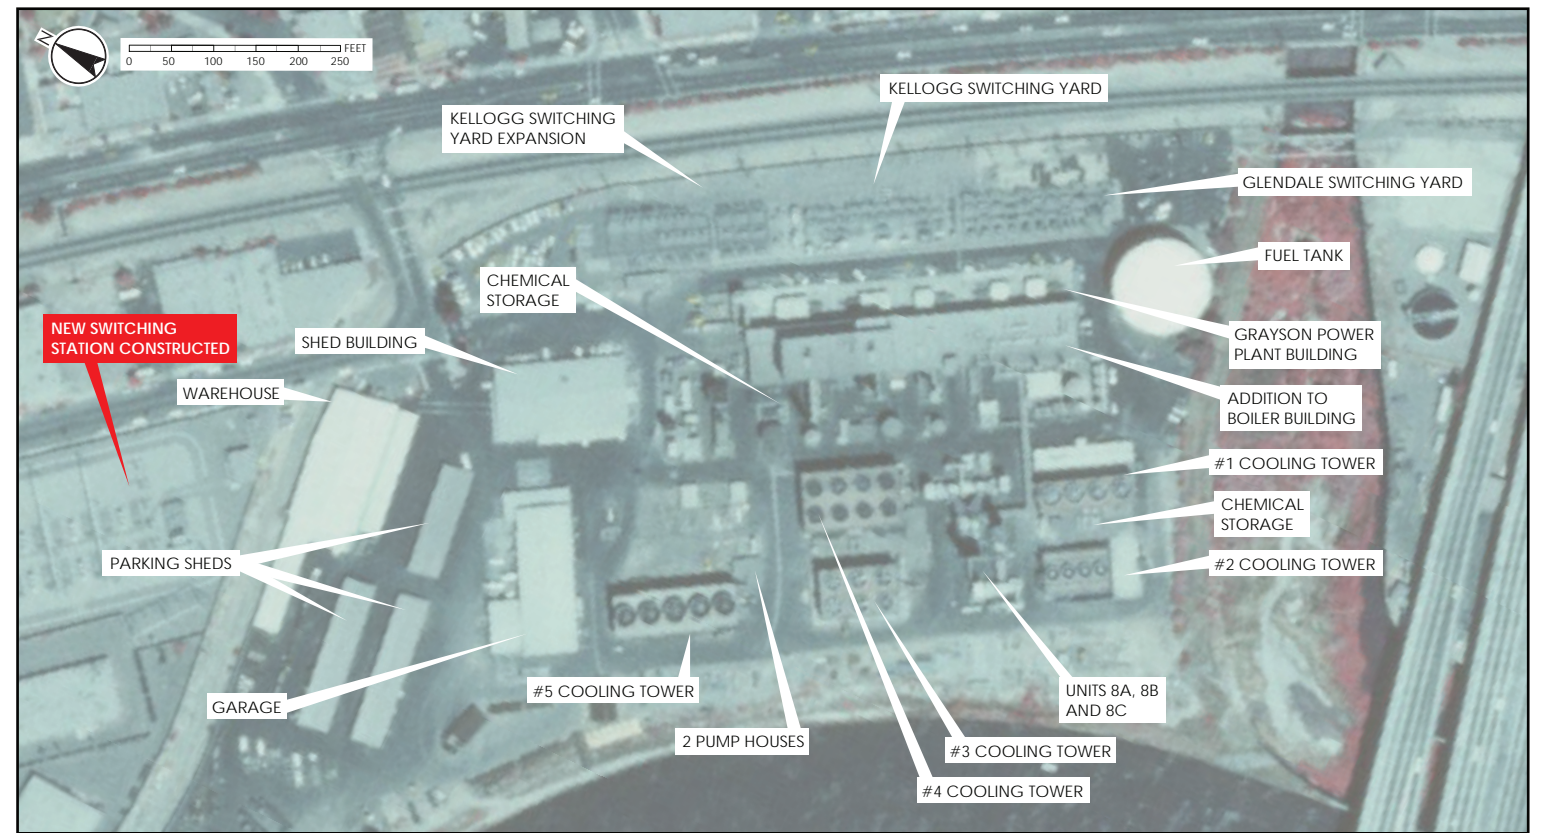 N
FEET
0 50 100 150 200 250
KELLOGG SWITCHING YARD
KELLOGG SWITCHING
YARD EXPANSION
GLENDALE SWITCHING YARD
FUEL TANK
CHEMICAL
STORAGE
NEW SWITCHING
STATION CONSTRUCTED
SHED BUILDING
GRAYSON POWER
PLANT BUILDING
WAREHOUSE
ADDITION TO
BOILER BUILDING
#1 COOLING TOWER
CHEMICAL
STORAGE
PARKING SHEDS
#2 COOLING TOWER
#5 COOLING TOWER
UNITS 8A, 8B
AND 8C
GARAGE
2 PUMP HOUSES
#3 COOLING TOWER
#4 COOLING TOWER